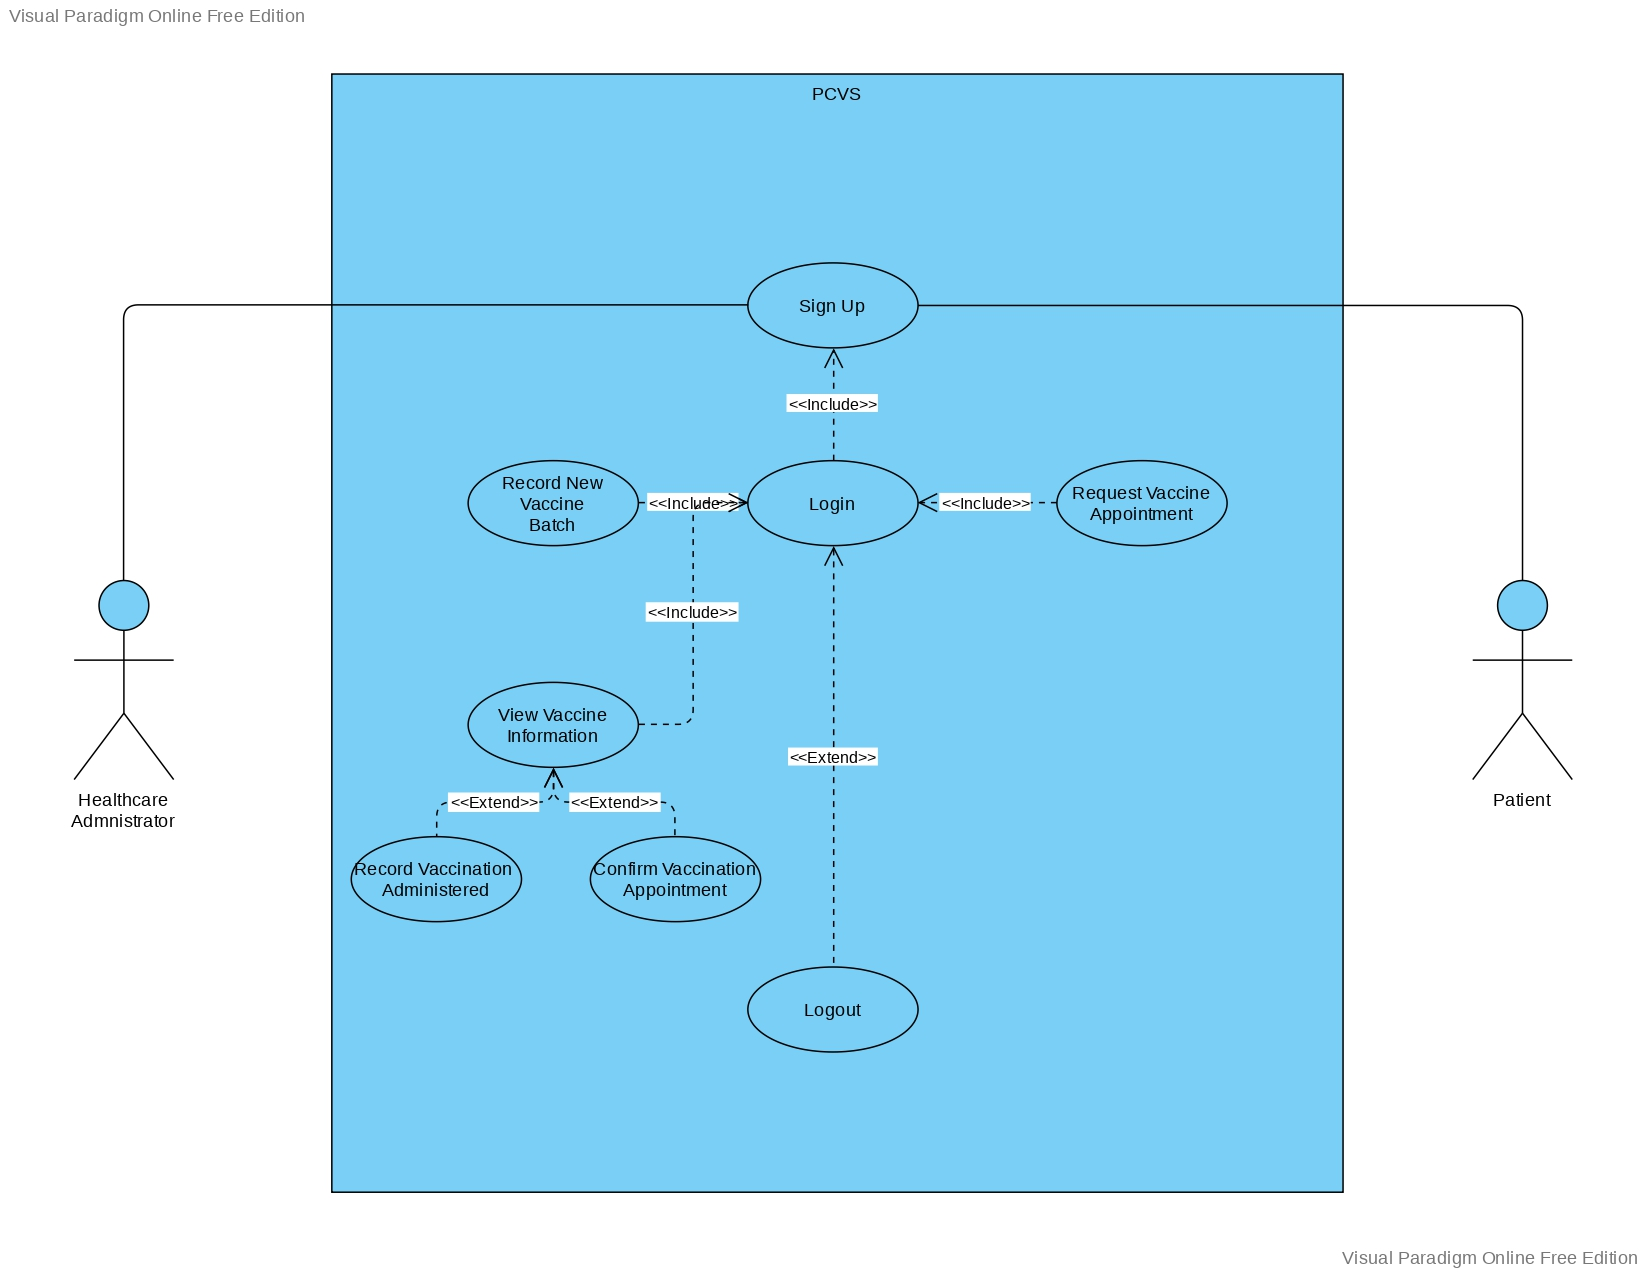 Visual Paradigm Online Free Edition
PCVS
Sign Up
<<Include>>
Record New
Vaccine
Batch
<<Include>>
Login
<<Include>>
Request Vaccine
Appointment
<<Include>>
View Vaccine
Information
<<Extend>>
<<Extend>>
<<Extend>>
Healthcare
Admnistrator
Patient
Record Vaccination
Administered
Confirm Vaccination
Appointment
Logout
Visual Paradigm Online Free Edition